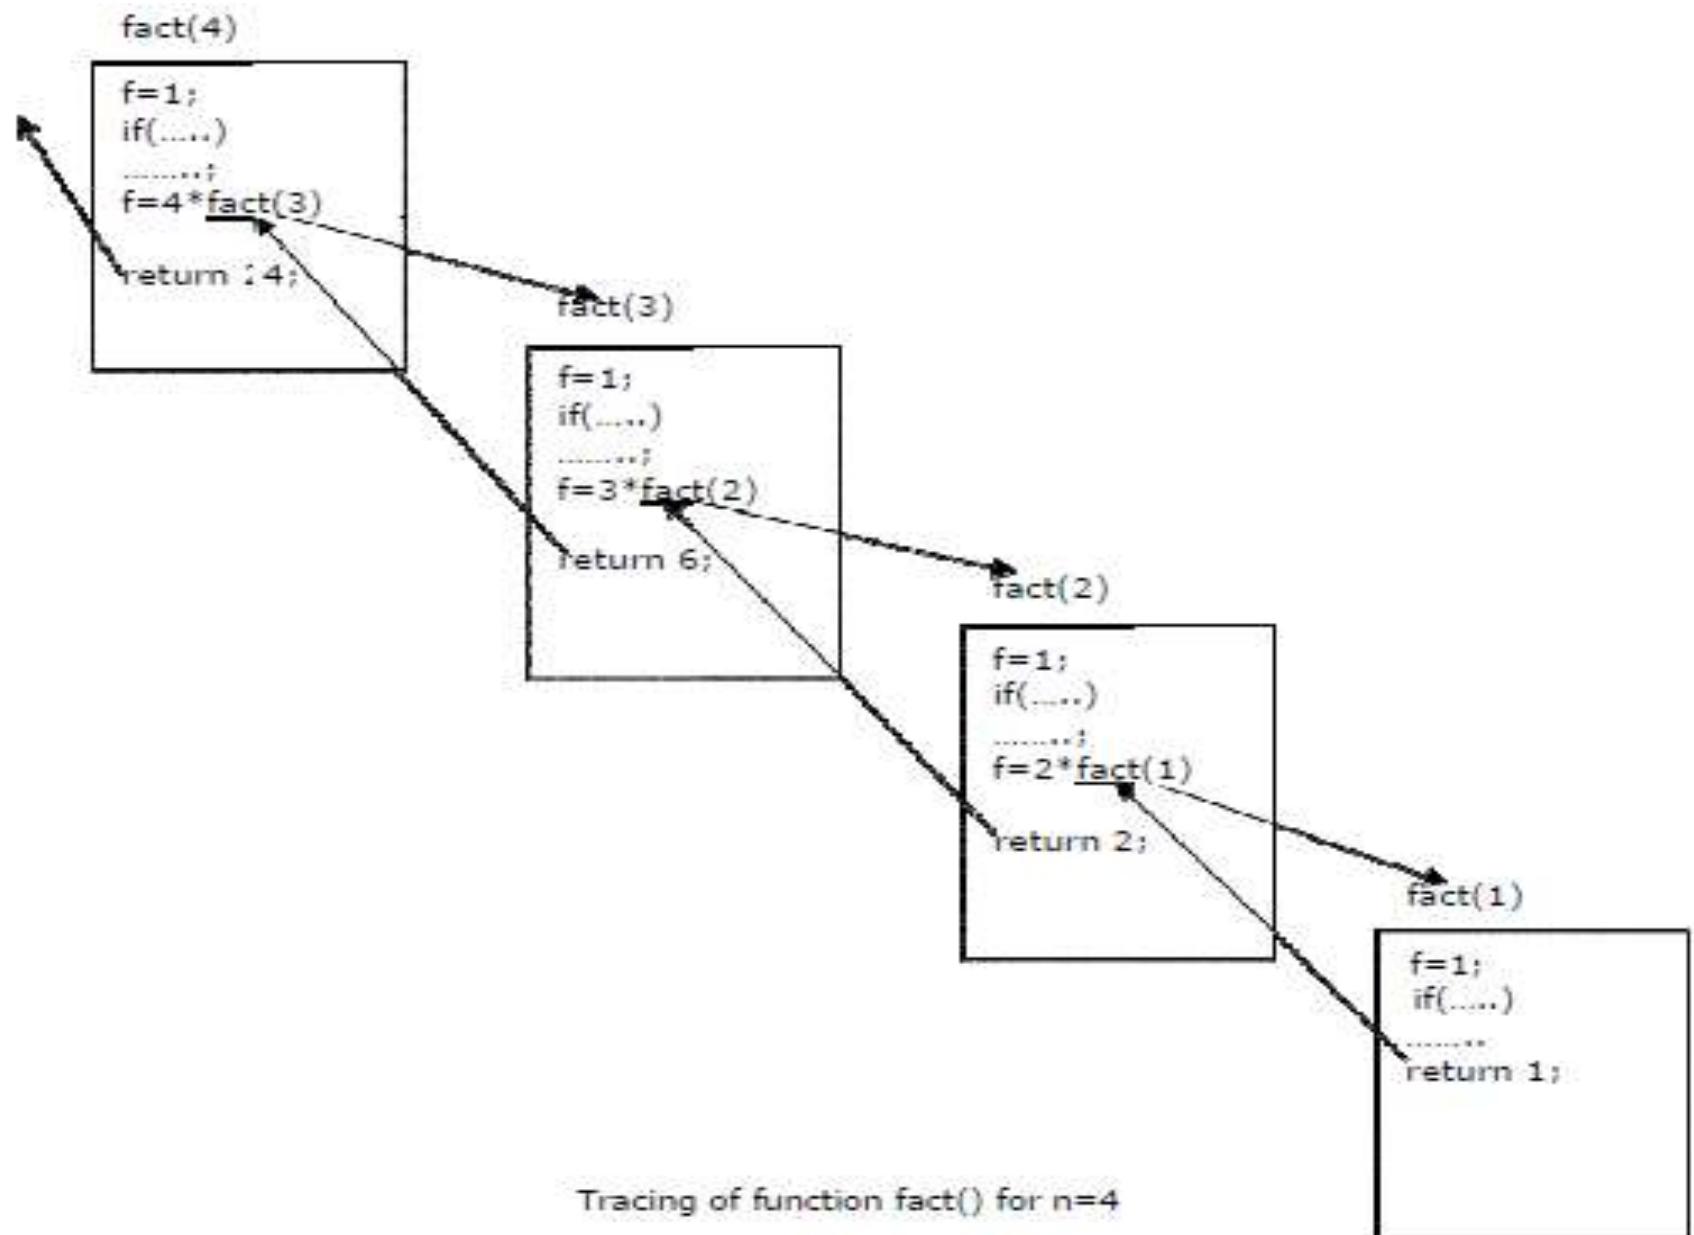 fact(4)
f=1;
if(.....)
........;
f=4*fact(3)
return 24;
fact(3)
f=1;
if(.....)
........;
f=3*fact(2)
return 6;
fact(2)
f=1;
if(.....)
........;
f=2*fact(1)
return 2;
fact(1)
f=1;
if(.....)
........
return 1;
Tracing of function fact() for n=4